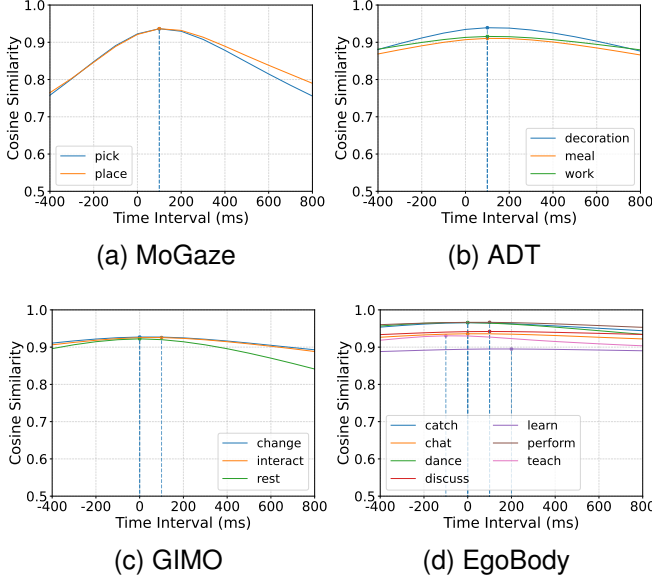 1.0
0.9
0.8
0.7
0.6
0.5
Cosine Similarity
pick
place
-400 -200 0 200 400 600 800
Time Interval (ms)
(a) MoGaze
1.0
0.9
0.8
0.7
0.6
0.5
Cosine Similarity
decoration
meal
work
-400 -200 0 200 400 600 800
Time Interval (ms)
(b) ADT
1.0
0.9
0.8
0.7
0.6
0.5
Cosine Similarity
change
interact
rest
-400 -200 0 200 400 600 800
Time Interval (ms)
(c) GIMO
1.0
0.9
0.8
0.7
0.6
0.5
Cosine Similarity
catch learn
chat perform
dance teach
discuss
-400 -200 0 200 400 600 800
Time Interval (ms)
(d) EgoBody